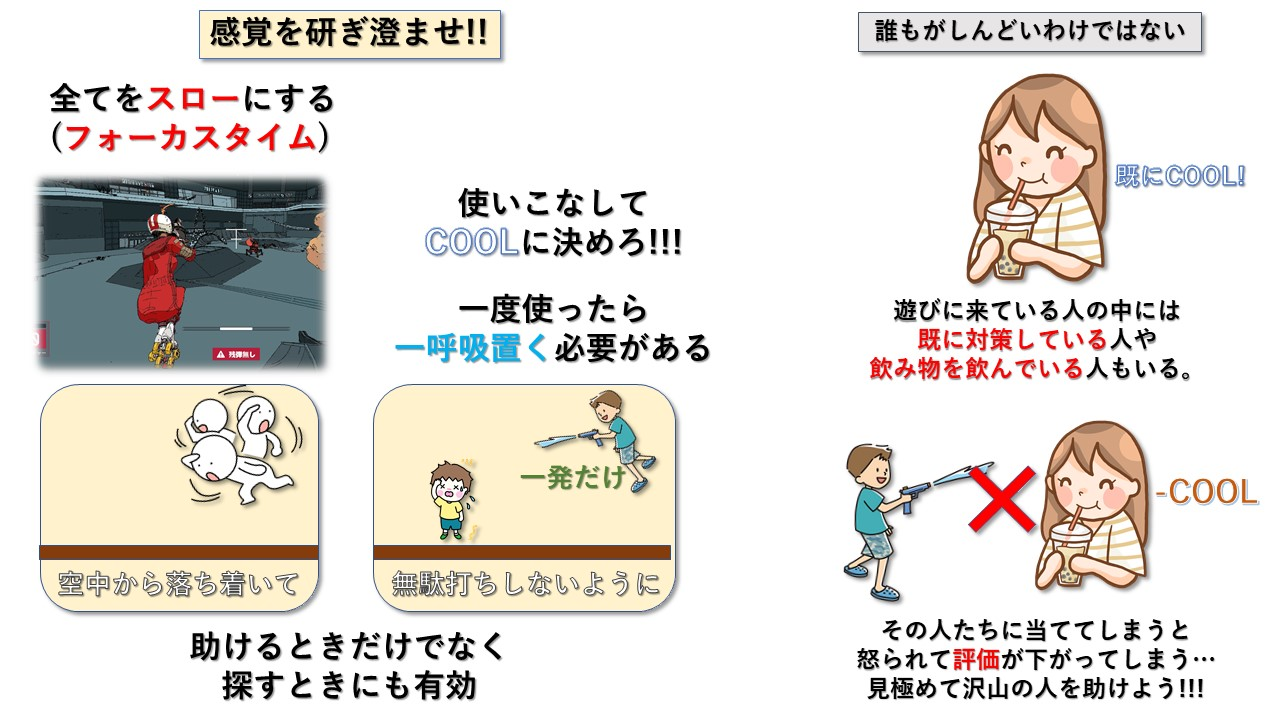 感覚を研ぎ澄ませ!!
全てをスローにする
(フォーカスタイム)
残弾無し
使いこなして
COOLに決めろ!!!
一度使ったら
一呼吸置く必要がある
空中から落ち着いて
一発だけ
無駄打ちしないように
助けるときだけでなく
探すときにも有効
誰もがしんどいわけではない
既にCOOL!
遊びに来ている人の中には
既に対策している人や
飲み物を飲んでいる人もいる。
-COOL
その人たちに当ててしまうと
怒られて評価が下がってしまう…
見極めて沢山の人を助けよう!!!